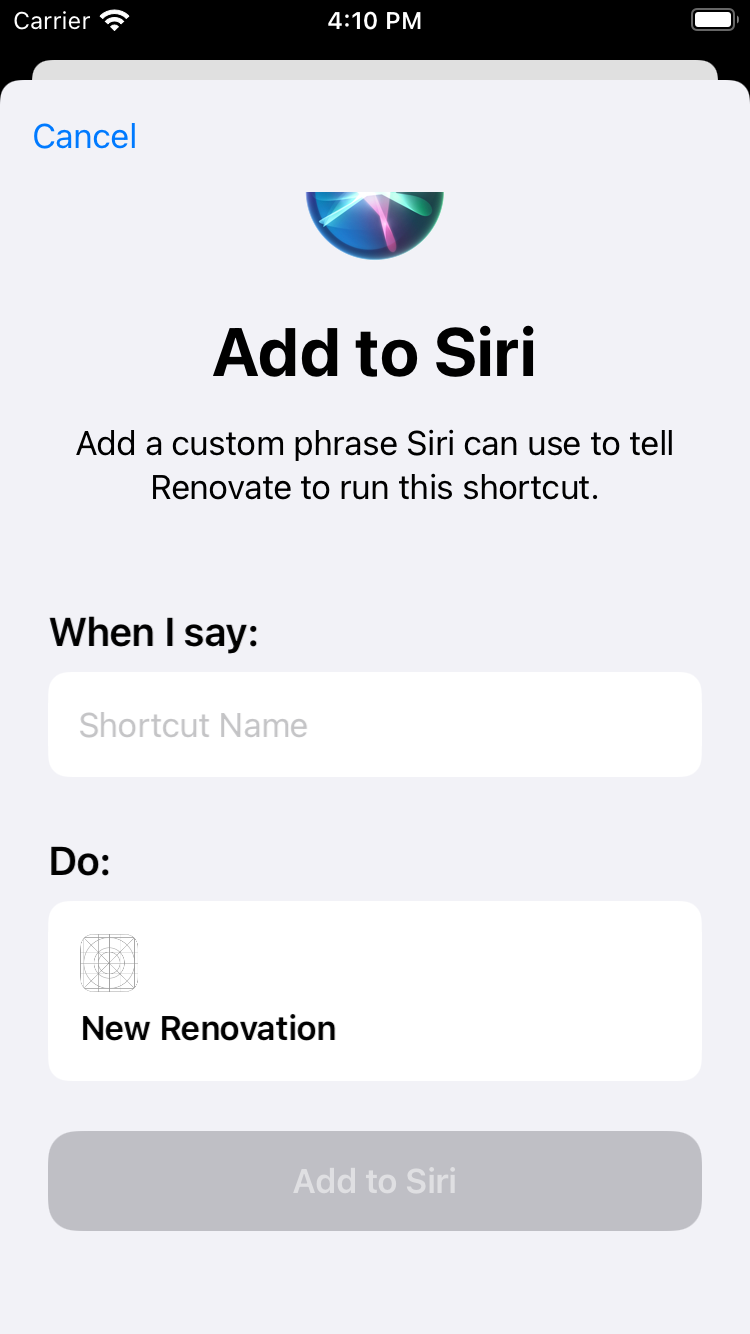 Carrier 4:10 PM
Cancel
Add to Siri
Add a custom phrase Siri can use to tell
Renovate to run this shortcut.
When I say:
Shortcut Name
Do:
New Renovation
Add to Siri